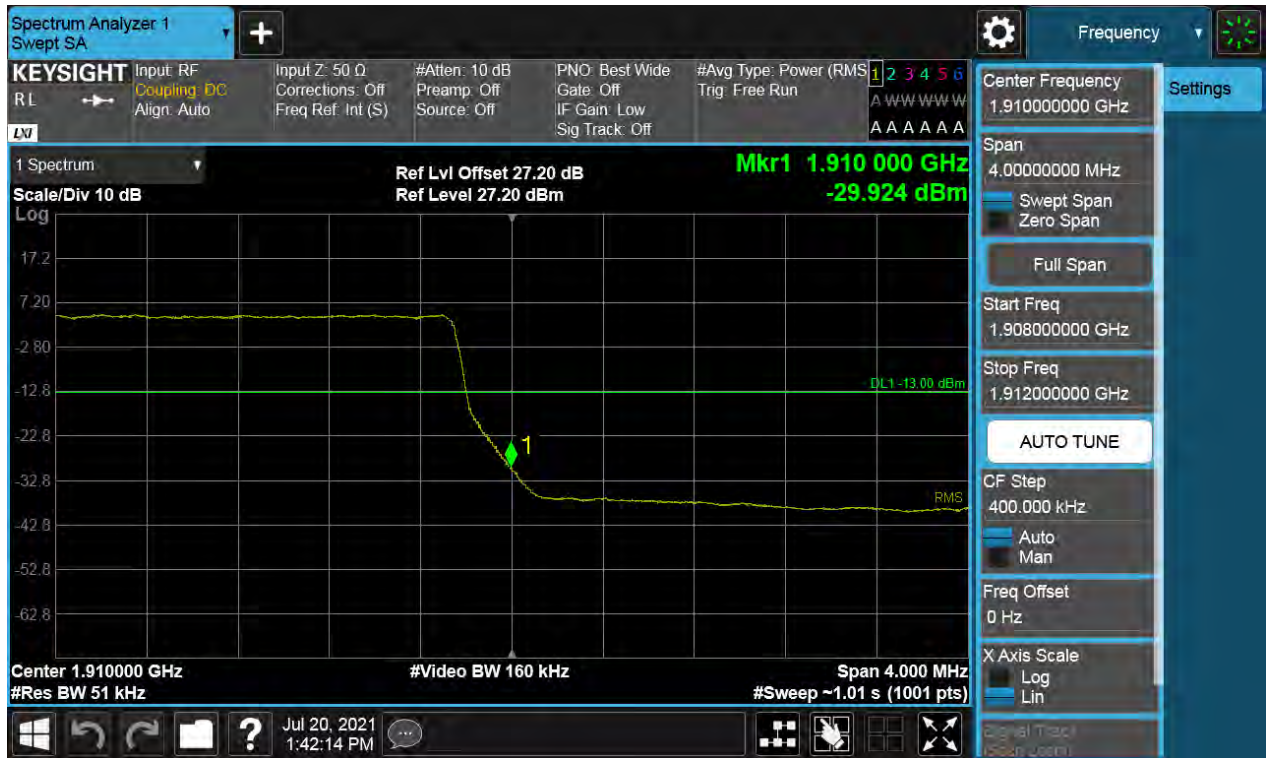 Spectrum Analyzer 1
Swept SA
+
Frequency
KEYSIGHT
RL
LXI
Input: RF
Coupling: DC
Align: Auto
Input Z: 50 Ω
Corrections: Off
Freq Ref: Int (S)
#Atten: 10 dB
Preamp: Off
Source: Off
PNO: Best Wide
Gate: Off
IF Gain: Low
Sig Track: Off
#Avg Type: Power (RMS
Trig: Free Run
1 2 3 4 5 6
A W W W W W
A A A A A A
1 Spectrum
Scale/Div 10 dB
Log
Ref Lvl Offset 27.20 dB
Ref Level 27.20 dBm
Mkr1 1.910 000 GHz
-29.924 dBm
17.2
7.20
-2.80
-12.8
-22.8
-32.8
-42.8
-52.8
-62.8
DL1 -13.00 dBm
1
RMS
Center 1.910000 GHz
#Res BW 51 kHz
#Video BW 160 kHz
Span 4.000 MHz
#Sweep ~1.01 s (1001 pts)
Settings
Center Frequency
1.910000000 GHz
Span
4.00000000 MHz
Swept Span
Zero Span
Full Span
Start Freq
1.908000000 GHz
Stop Freq
1.912000000 GHz
AUTO TUNE
CF Step
400.000 kHz
Auto
Man
Freq Offset
0 Hz
X Axis Scale
Log
Lin
Signal Track
(Span Zoom)
?
Jul 20, 2021
1:42:14 PM